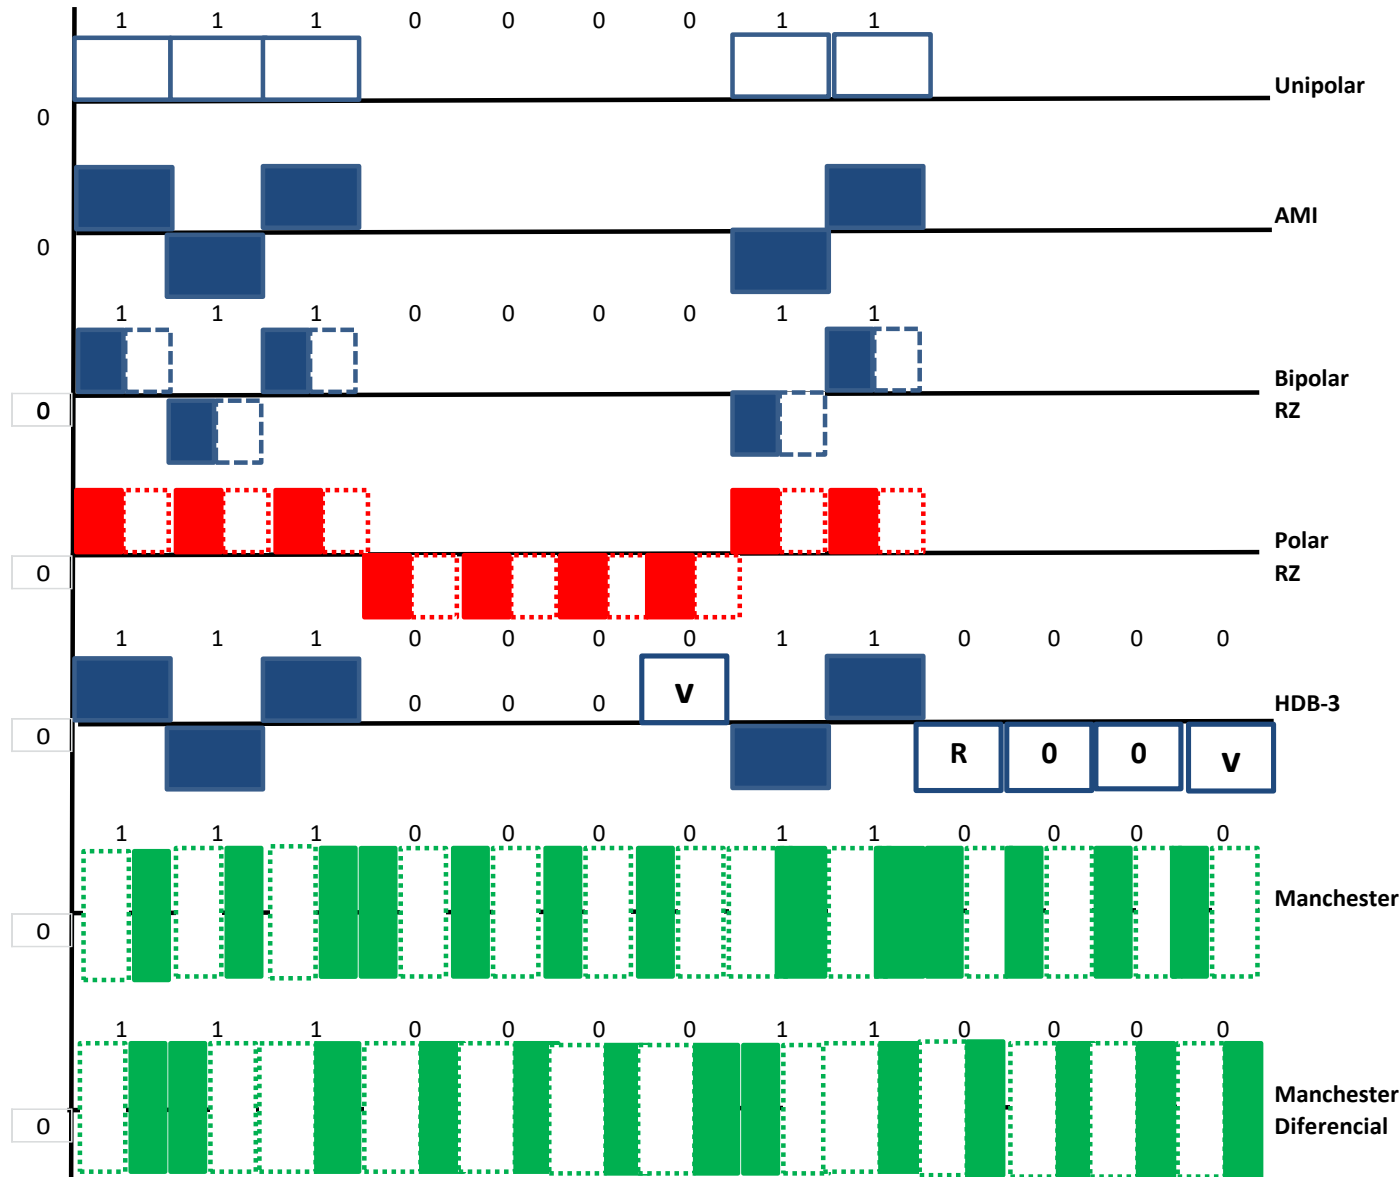 1 1 1 0 0 0 0 1 1
Unipolar
0
AMI
0
1 1 1 0 0 0 0 1 1
Bipolar
0 RZ
Polar
0 RZ
1 1 1 0 0 0 0 1 1 0 0 0 0
0 0 0 v HDB-3
0 R 0 0 v
1 1 1 0 0 0 0 1 1 0 0 0 0
Manchester
0
1 1 1 0 0 0 0 1 1 0 0 0 0
Manchester
0 Diferencial